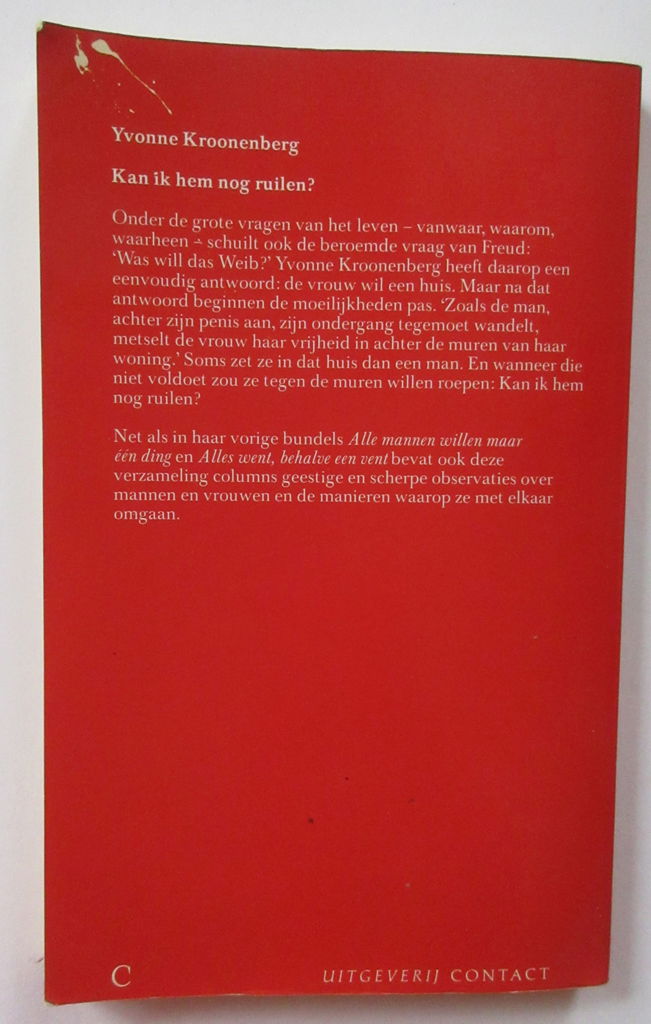 Yvonne Kroonenberg
Kan ik hem nog ruilen?
Onder de grote vragen van het leven – vanwaar, waarom,
waarheen – schuilt ook de beroemde vraag van Freud:
‘Was will das Weib?’ Yvonne Kroonenberg heeft daarop een
eenvoudig antwoord: de vrouw wil een huis. Maar na dat
antwoord beginnen de moeilijkheden pas. ‘Zoals de man,
achter zijn penis aan, zijn ondergang tegemoet wandelt,
metselt de vrouw haar vrijheid in achter de muren van haar
woning.’ Soms zet ze in dat huis dan een man. En wanneer die
niet voldoet zou ze tegen de muren willen roepen: Kan ik hem
nog ruilen?
Net als in haar vorige bundels Alle mannen willen maar
één ding en Alles went, behalve een vent bevat ook deze
verzameling columns geestige en scherpe observaties over
mannen en vrouwen en de manieren waarop ze met elkaar
omgaan.
C UITGEVERIJ CONTACT